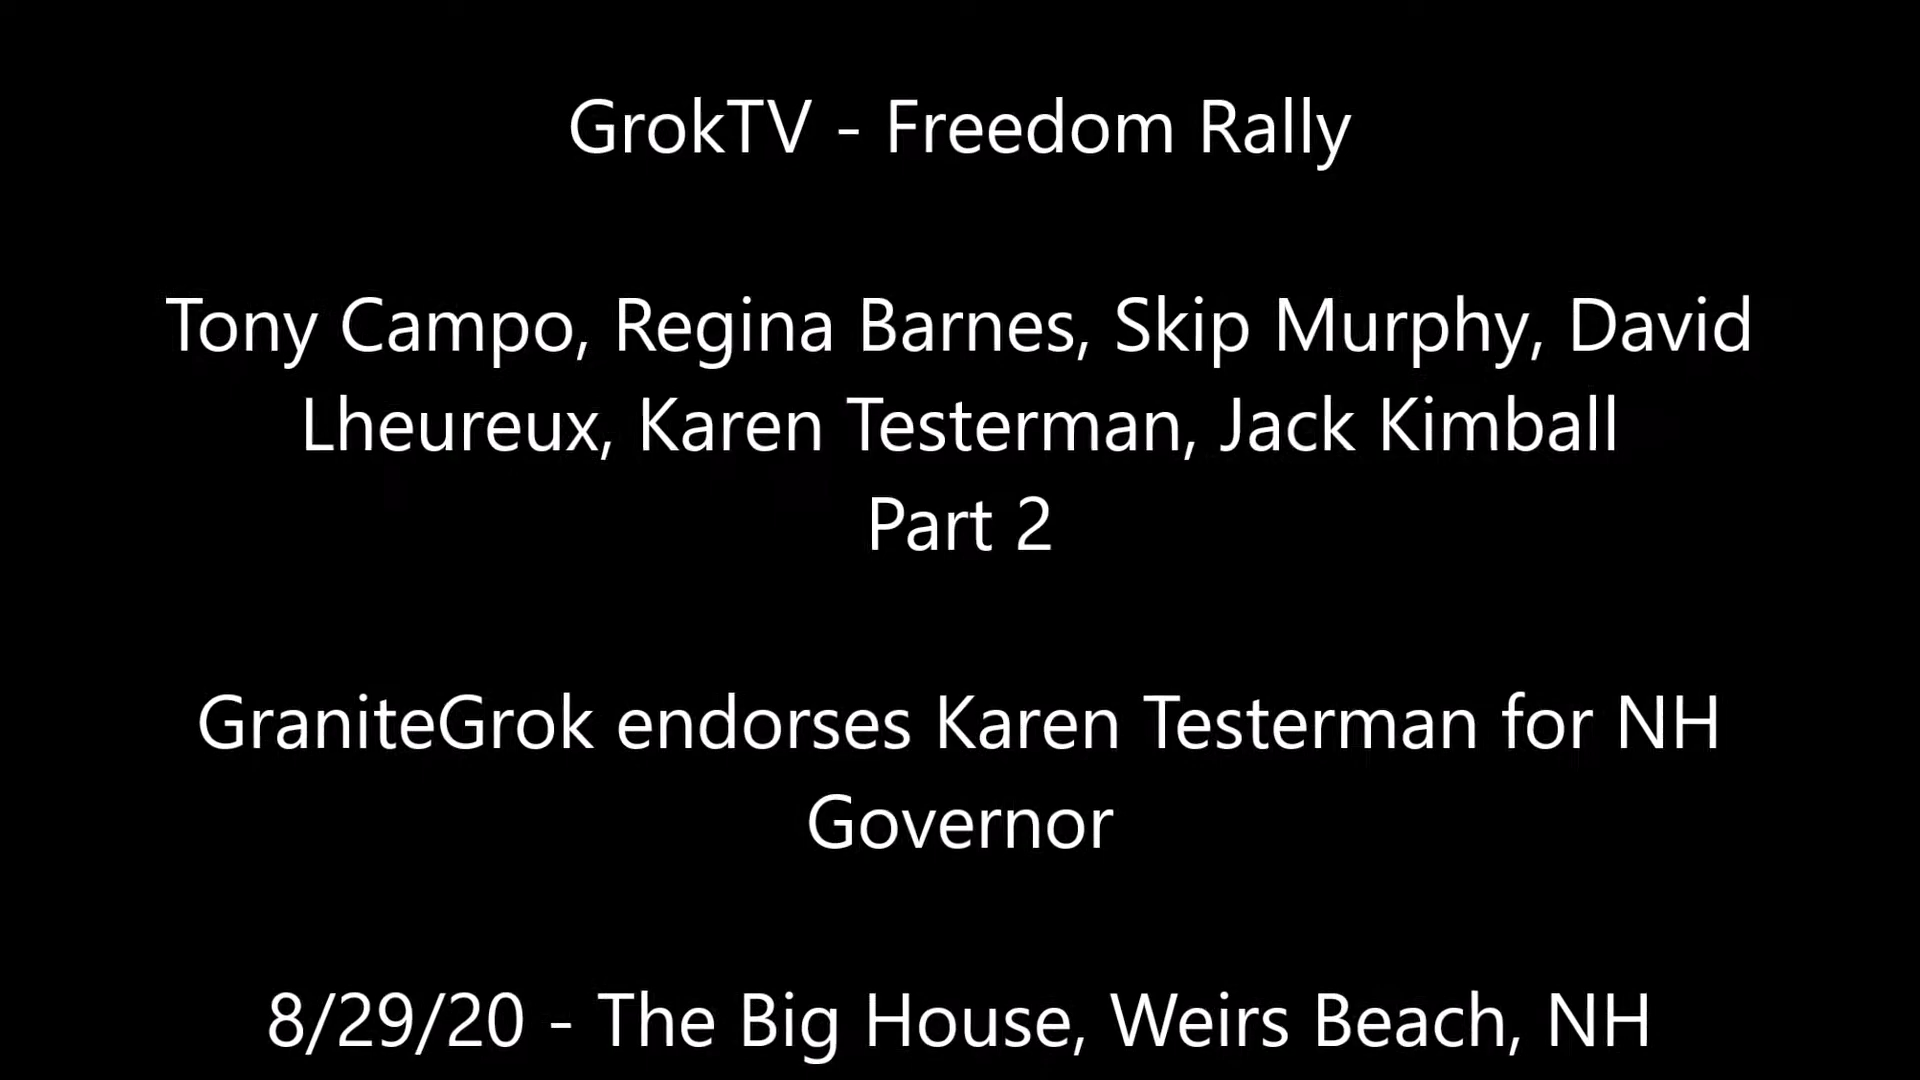 GrokTV - Freedom Rally
Tony Campo, Regina Barnes, Skip Murphy, David
Lheureux, Karen Testerman, Jack Kimball
Part 2
GraniteGrok endorses Karen Testerman for NH
Governor
8/29/20 - The Big House, Weirs Beach, NH